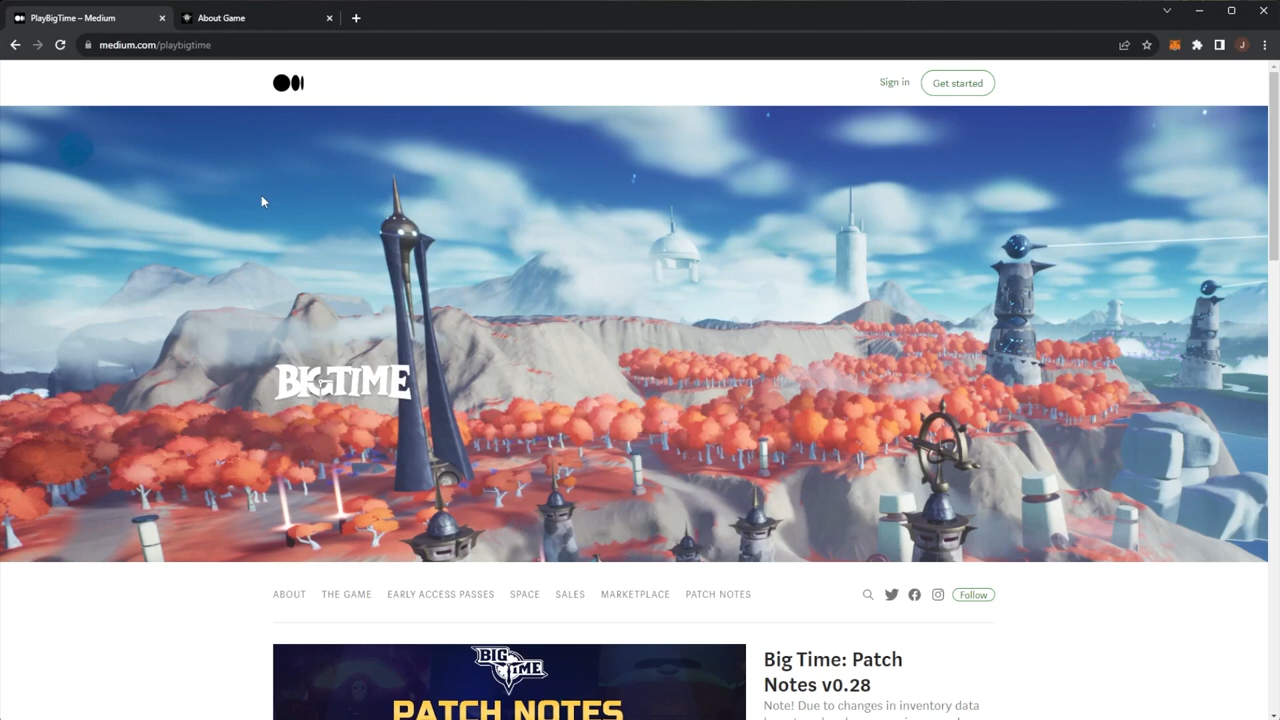 PlayBigTime – Medium
About Game
medium.com/playbigtime
J
Sign in
Get started
BIGTIME
ABOUT
THE GAME
EARLY ACCESS PASSES
SPACE
SALES
MARKETPLACE
PATCH NOTES
Follow
BIG
TIME
PATCH NOTES
Big Time: Patch
Notes v0.28
Note! Due to changes in inventory data